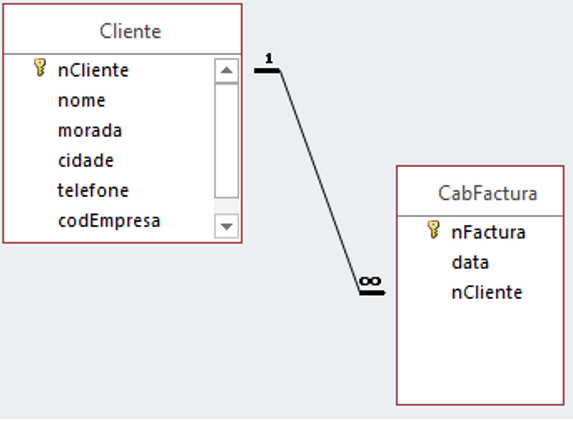 Cliente
nCliente
nome
morada
cidade
telefone
codEmpresa
1
∞
CabFactura
nFactura
data
nCliente